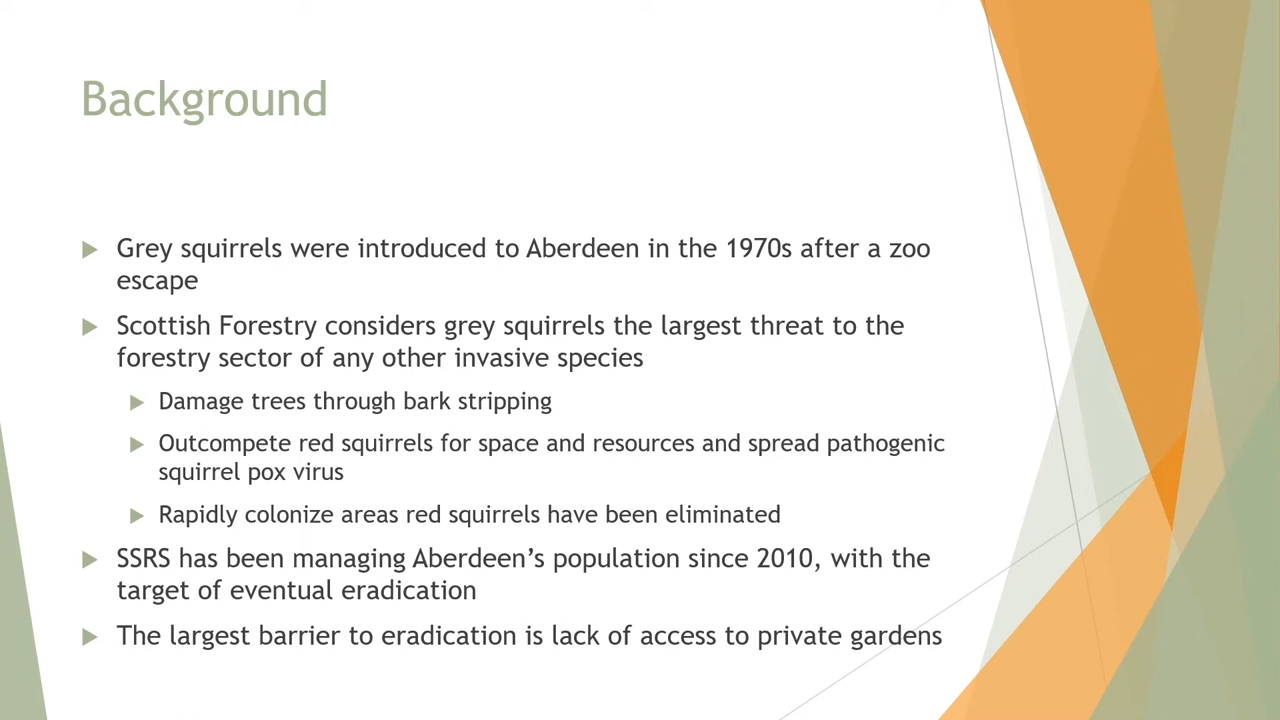 Background
Grey squirrels were introduced to Aberdeen in the 1970s after a zoo
escape
Scottish Forestry considers grey squirrels the largest threat to the
forestry sector of any other invasive species
Damage trees through bark stripping
Outcompete red squirrels for space and resources and spread pathogenic
squirrel pox virus
Rapidly colonize areas red squirrels have been eliminated
SSRS has been managing Aberdeen’s population since 2010, with the
target of eventual eradication
The largest barrier to eradication is lack of access to private gardens